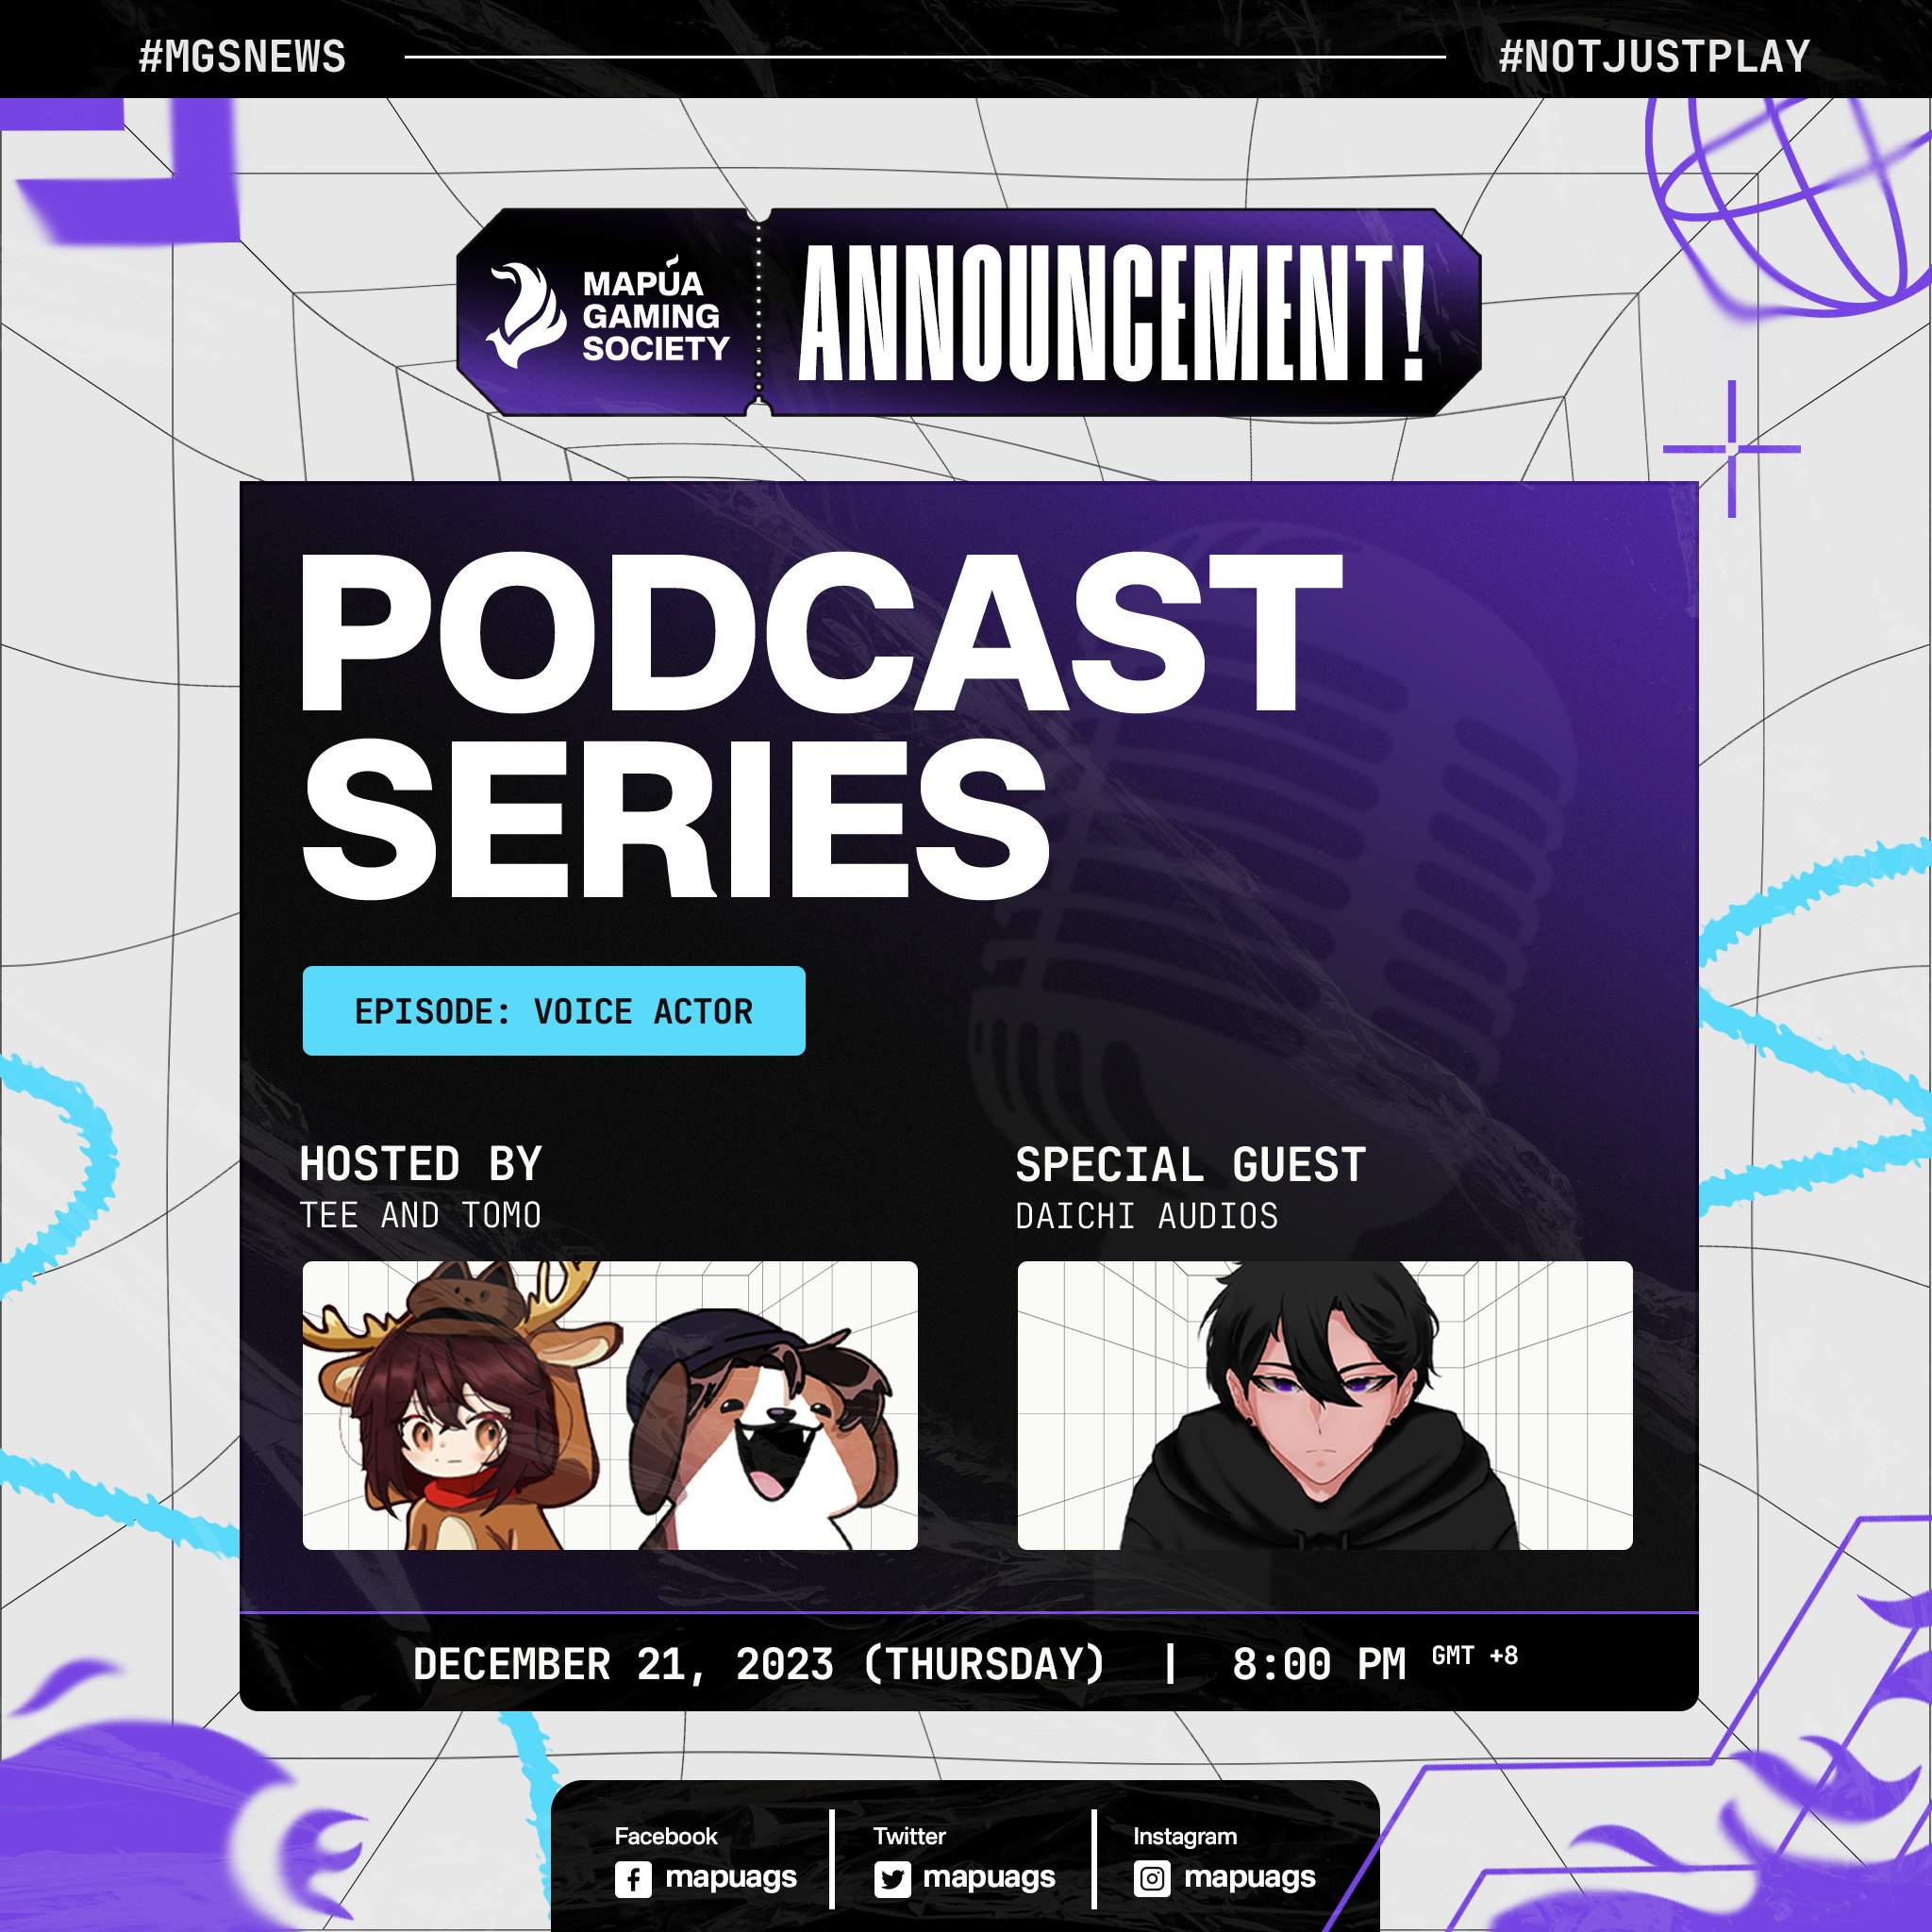 #MGSNEWS
#NOTJUSTPLAY
MAPÚA
GAMING
SOCIETY
ANNOUNCEMENT!
PODCAST
SERIES
EPISODE: VOICE ACTOR
HOSTED BY
TEE AND TOMO
SPECIAL GUEST
DAICHI AUDIOS
DECEMBER 21, 2023 (THURSDAY) | 8:00 PM GMT +8
Facebook
mapuags
Twitter
mapuags
Instagram
mapuags